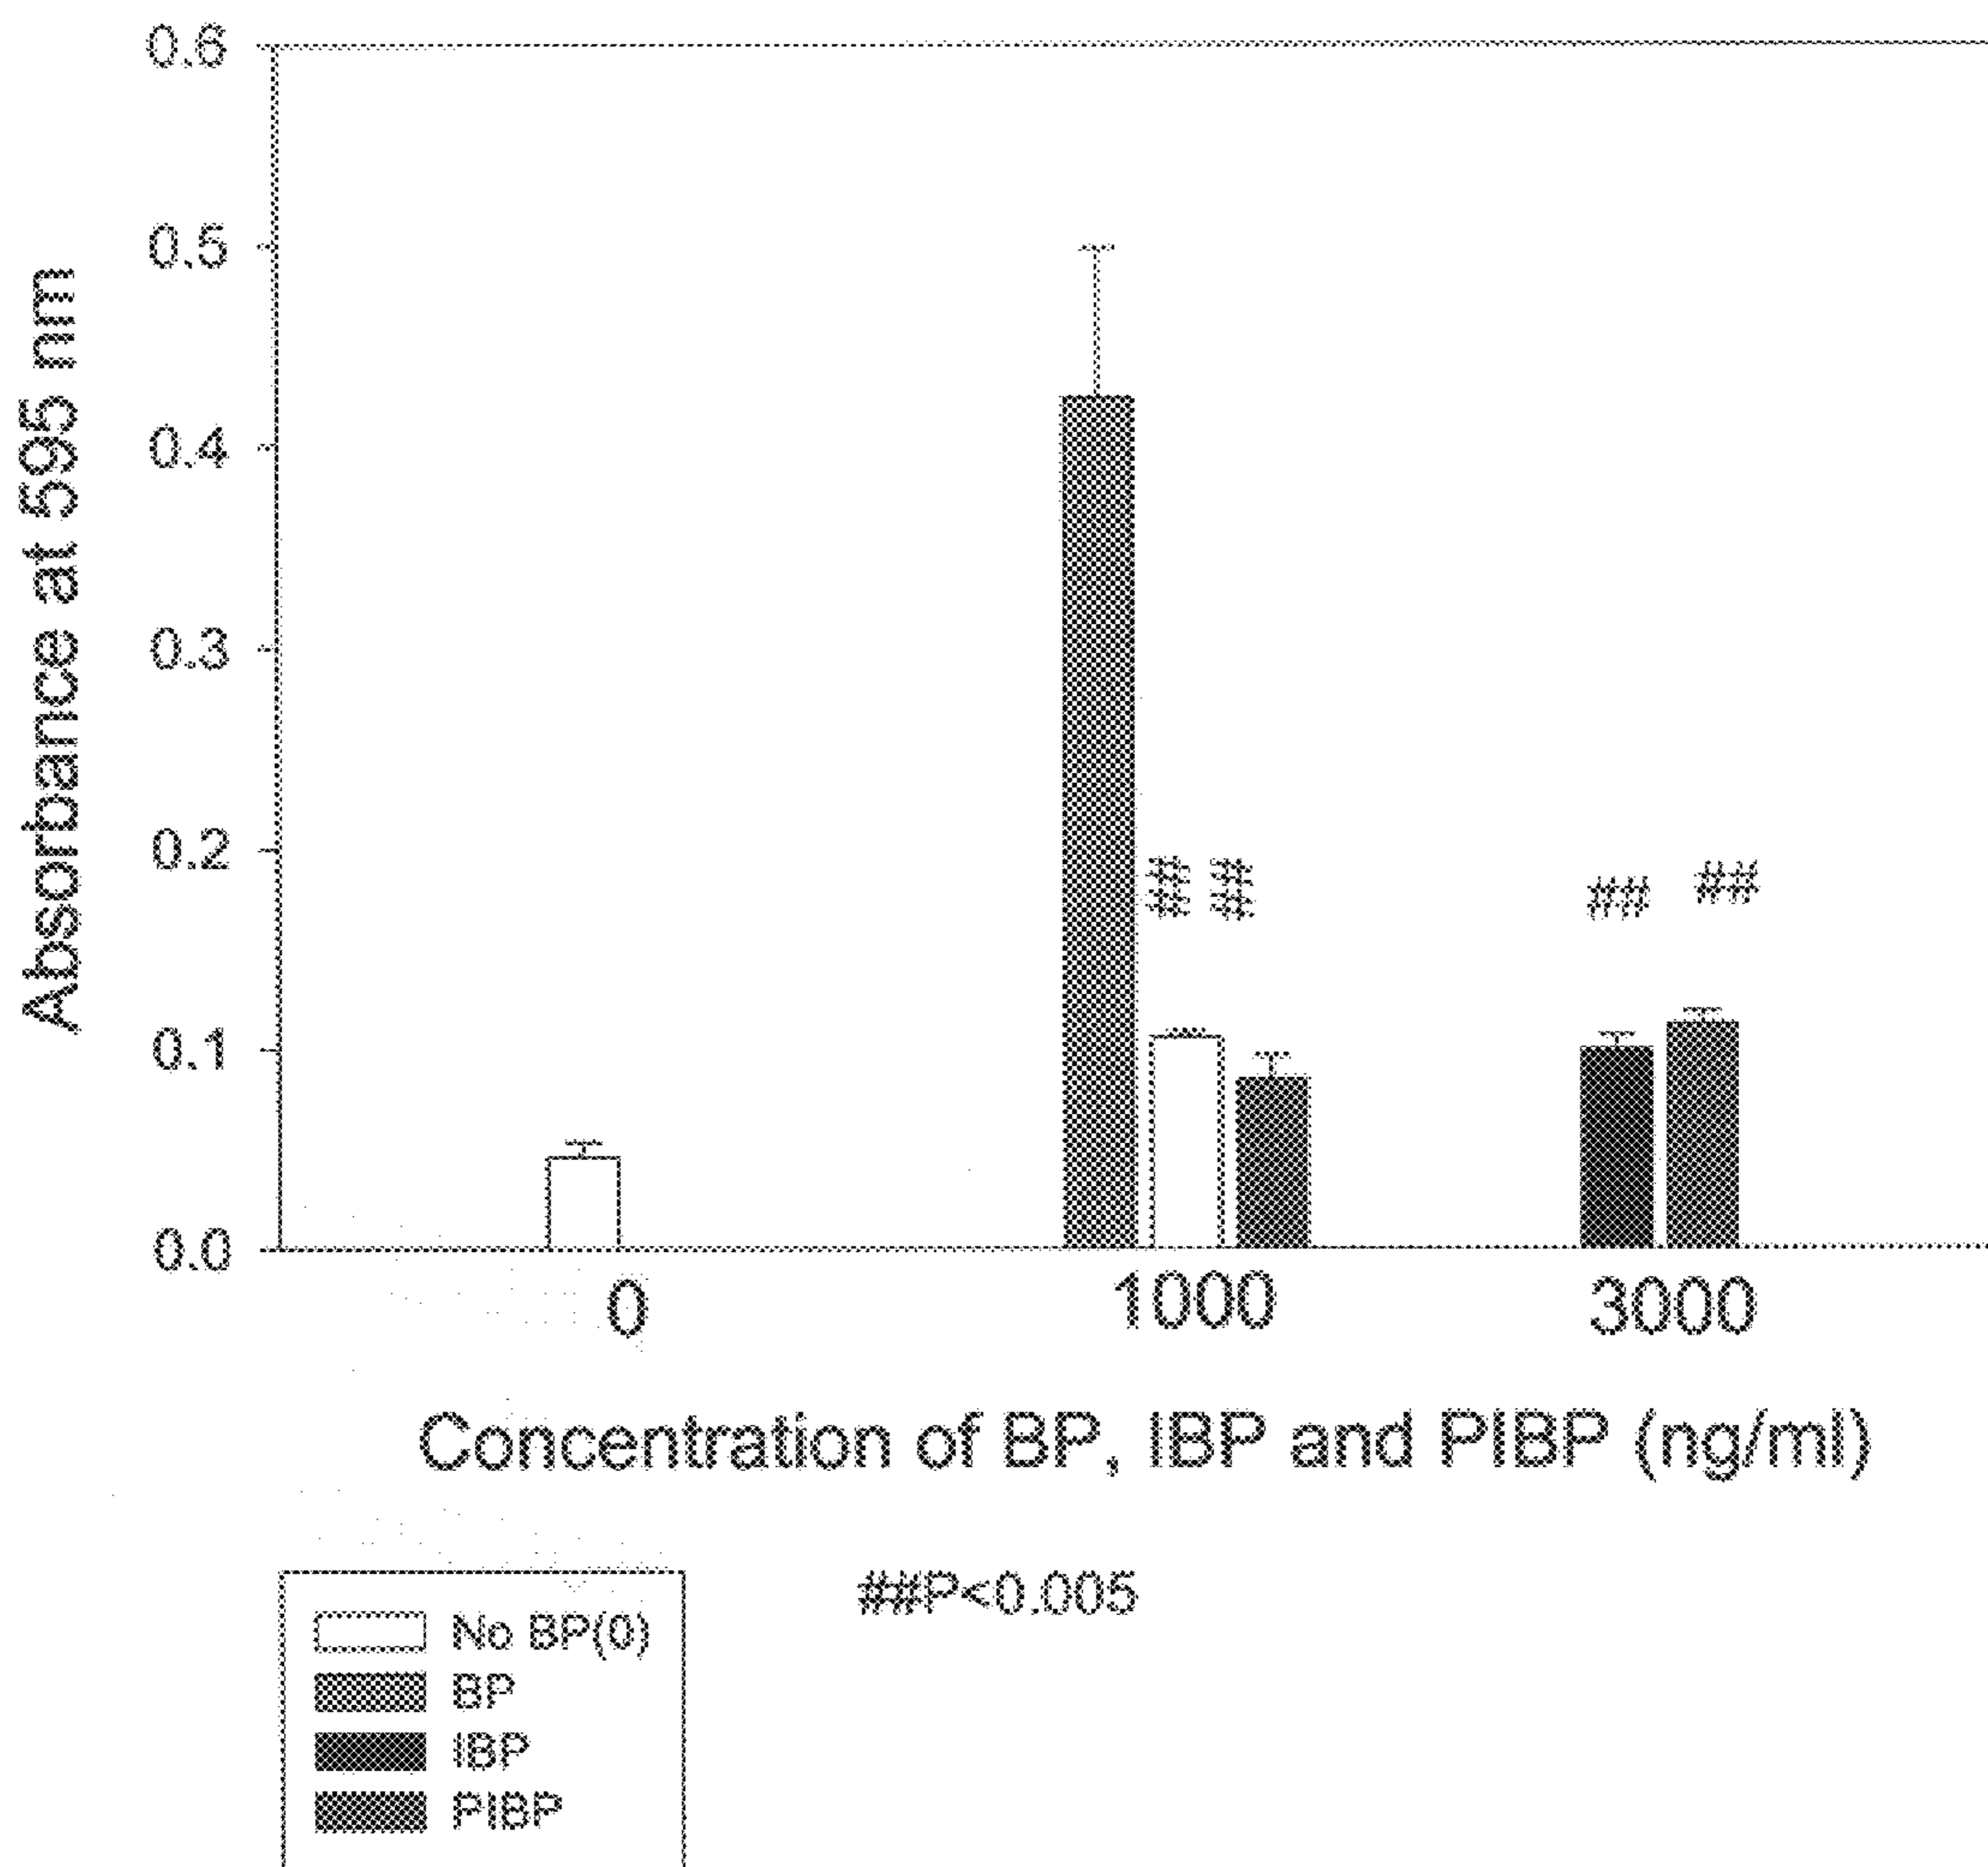 Absorbance at 595 nm
0.6
0.5
0.4
0.3
0.2
0.1
0.0
## ##
## ##
0 1000 3000
Concentration of BP, IBP and PIBP (ng/ml)
##P<0.005
No BP(0)
BP
IBP
PIBP